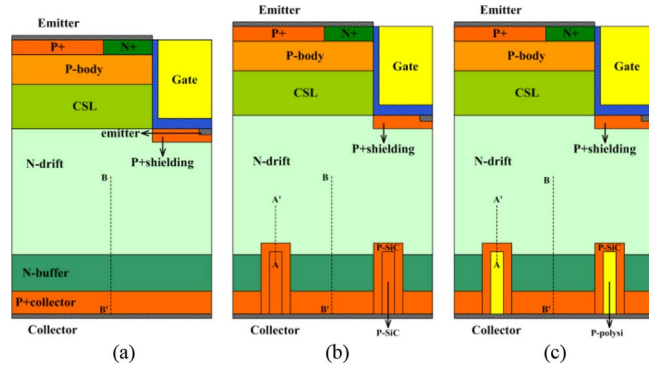 Emitter
P+
N+
P-body
Gate
CSL
emitter
P+shielding
N-drift
B
N-buffer
P+collector
B'
Collector
(a)
Emitter
P+
N+
P-body
Gate
CSL
P+shielding
N-drift
B
A'
P-SiC
A
B'
Collector
P-SiC
(b)
Emitter
P+
N+
P-body
Gate
CSL
P+shielding
N-drift
B
A'
P-SiC
A
B'
Collector
P-polysi
(c)